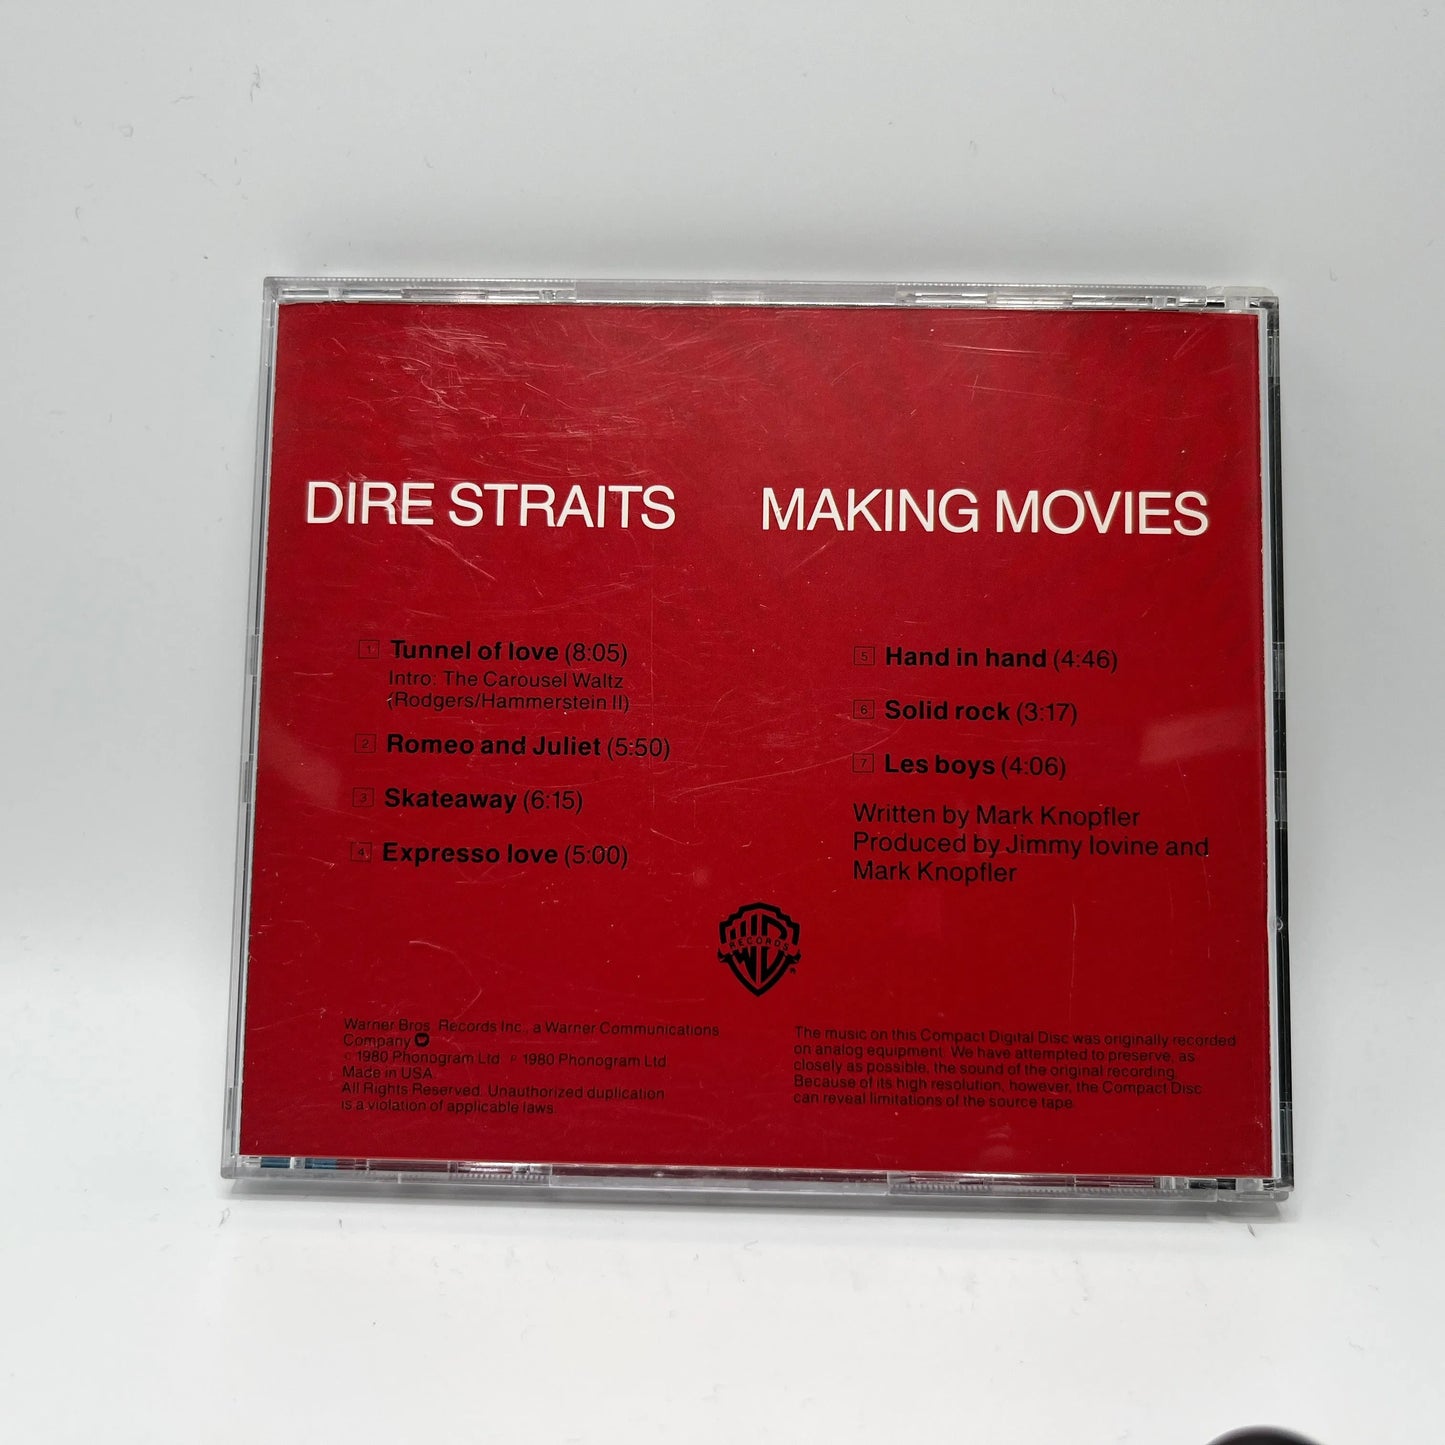 DIRE STRAITS
MAKING MOVIES
1 Tunnel of love (8:05)
Intro: The Carousel Waltz
(Rodgers/Hammerstein II)
2 Romeo and Juliet (5:50)
3 Skateaway (6:15)
4 Expresso love (5:00)
5 Hand in hand (4:46)
6 Solid rock (3:17)
7 Les boys (4:06)
Written by Mark Knopfler
Produced by Jimmy Iovine and
Mark Knopfler
RECORDS
Warner Bros. Records Inc., a Warner Communications
Company
© 1980 Phonogram Ltd. ℗ 1980 Phonogram Ltd.
Made in USA.
All Rights Reserved. Unauthorized duplication
is a violation of applicable laws.
The music on this Compact Digital Disc was originally recorded
on analog equipment. We have attempted to preserve, as
closely as possible, the sound of the original recording.
Because of its high resolution, however, the Compact Disc
can reveal limitations of the source tape.